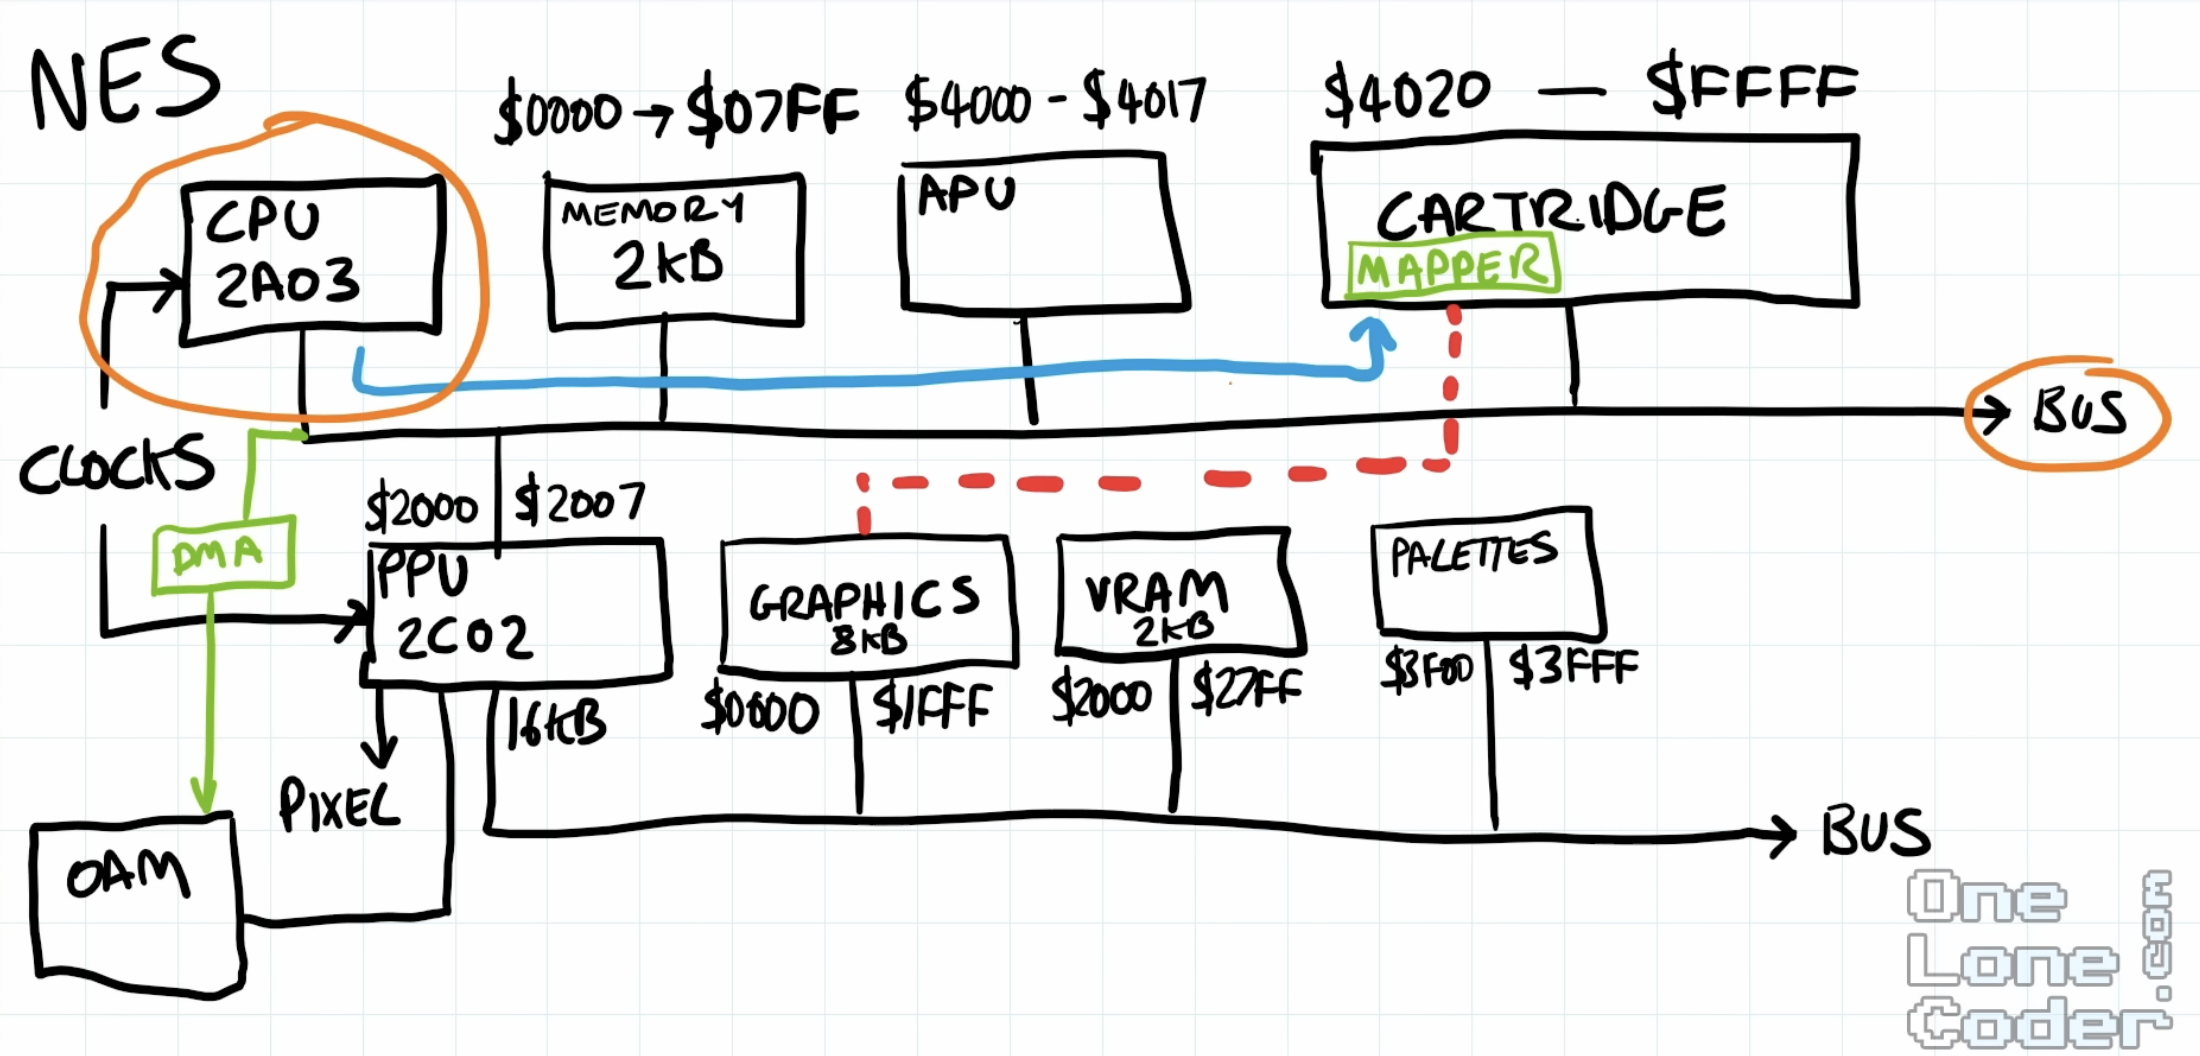 NES
$0000 → $07FF
$4000 - $4017
$4020 — $FFFF
CPU
2A03
MEMORY
2KB
APU
CARTRIDGE
MAPPER
BUS
CLOCKS
$2000 $2007
DMA
PPU
2C02
GRAPHICS
8KB
VRAM
2KB
PALETTES
16KB
$0000 $1FFF
$2000 $27FF
$3F00 $3FFF
PIXEL
BUS
OAM
One
Lone
Coder
.com